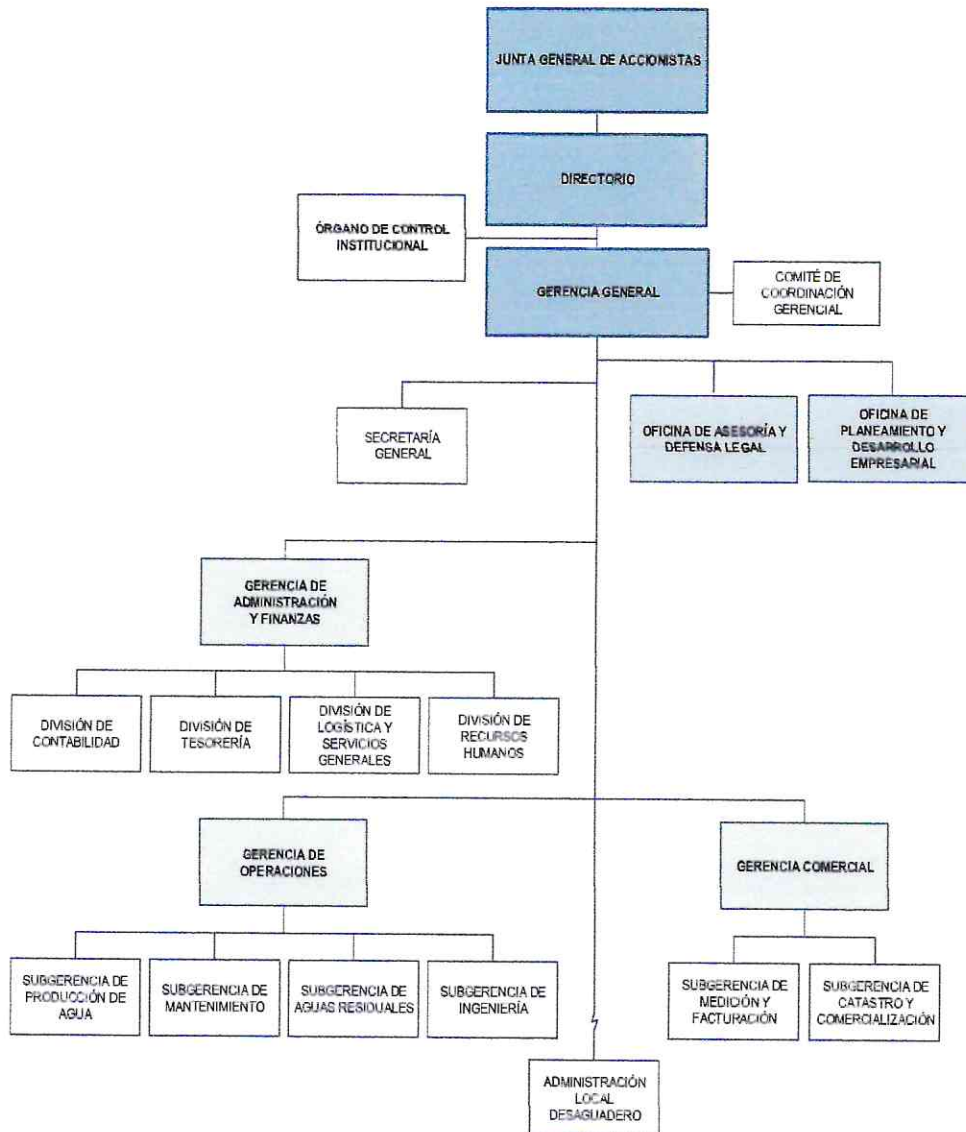 JUNTA GENERAL DE ACCIONISTAS
DIRECTORIO
ÓRGANO DE CONTROL
INSTITUCIONAL
GERENCIA GENERAL
COMITÉ DE
COORDINACIÓN
GERENCIAL
SECRETARÍA
GENERAL
OFICINA DE ASESORÍA Y
DEFENSA LEGAL
OFICINA DE
PLANEAMIENTO Y
DESARROLLO
EMPRESARIAL
GERENCIA DE
ADMINISTRACIÓN
Y FINANZAS
DIVISIÓN DE
CONTABILIDAD
DIVISIÓN DE
TESORERÍA
DIVISIÓN DE
LOGÍSTICA Y
SERVICIOS
GENERALES
DIVISIÓN DE
RECURSOS
HUMANOS
GERENCIA DE
OPERACIONES
GERENCIA COMERCIAL
SUBGERENCIA DE
PRODUCCIÓN DE
AGUA
SUBGERENCIA DE
MANTENIMIENTO
SUBGERENCIA DE
AGUAS RESIDUALES
SUBGERENCIA DE
INGENIERÍA
SUBGERENCIA DE
MEDICIÓN Y
FACTURACIÓN
SUBGERENCIA DE
CATASTRO Y
COMERCIALIZACIÓN
ADMINISTRACIÓN
LOCAL
DESAGUADERO